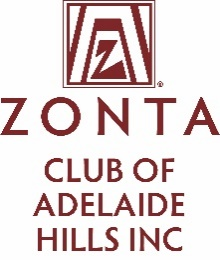 ®
ZONTA
CLUB OF
ADELAIDE
HILLS INC